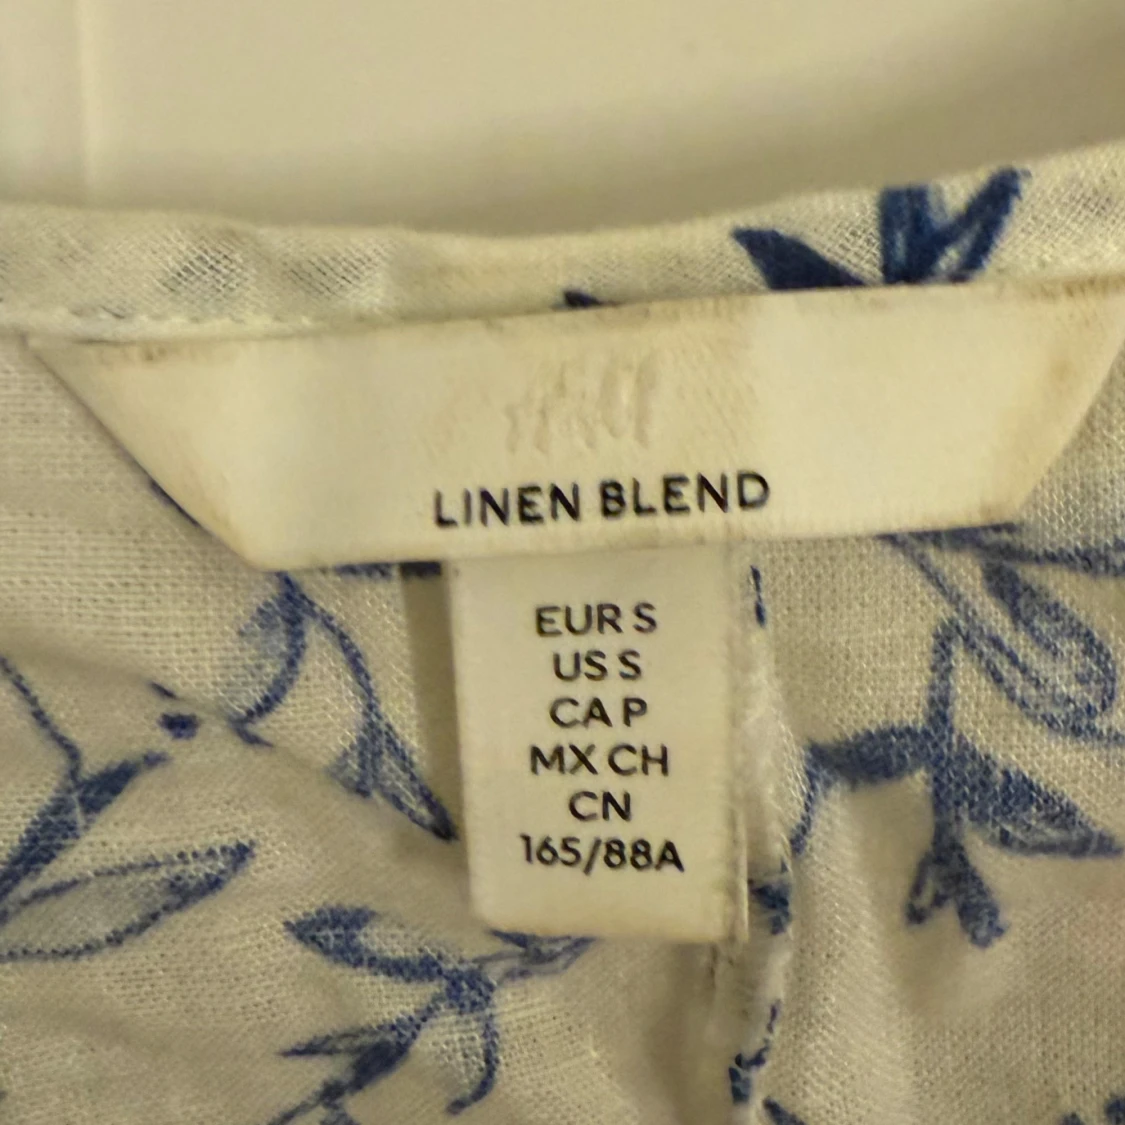 H&M
LINEN BLEND
EUR S
US S
CA P
MX CH
CN
165/88A